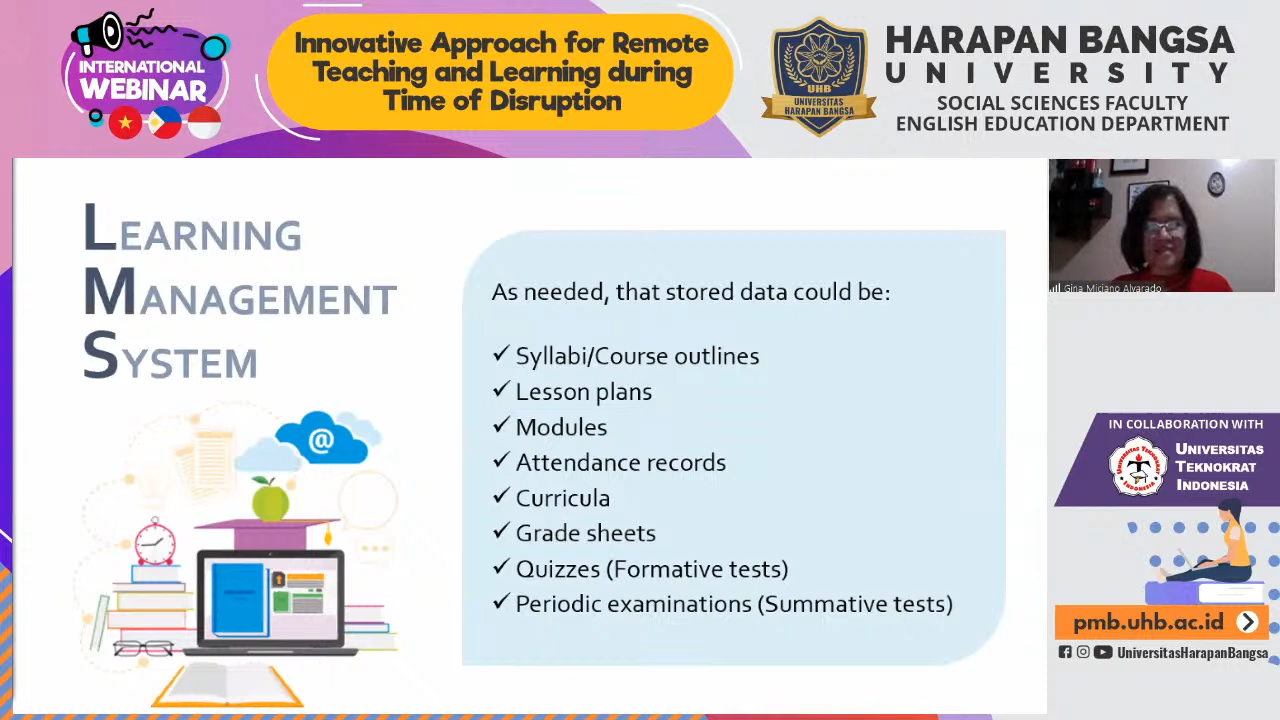 INTERNATIONAL
WEBINAR
Innovative Approach for Remote
Teaching and Learning during
Time of Disruption
UHB
UNIVERSITAS
HARAPAN BANGSA
HARAPAN BANGSA
UNIVERSITY
SOCIAL SCIENCES FACULTY
ENGLISH EDUCATION DEPARTMENT
LEARNING
MANAGEMENT
SYSTEM
@
As needed, that stored data could be:
✓ Syllabi/Course outlines
✓ Lesson plans
✓ Modules
✓ Attendance records
✓ Curricula
✓ Grade sheets
✓ Quizzes (Formative tests)
✓ Periodic examinations (Summative tests)
Gina Miciano Alvarado
IN COLLABORATION WITH
UNIVERSITAS
TEKNOKRAT
INDONESIA
pmb.uhb.ac.id
UniversitasHarapanBangsa